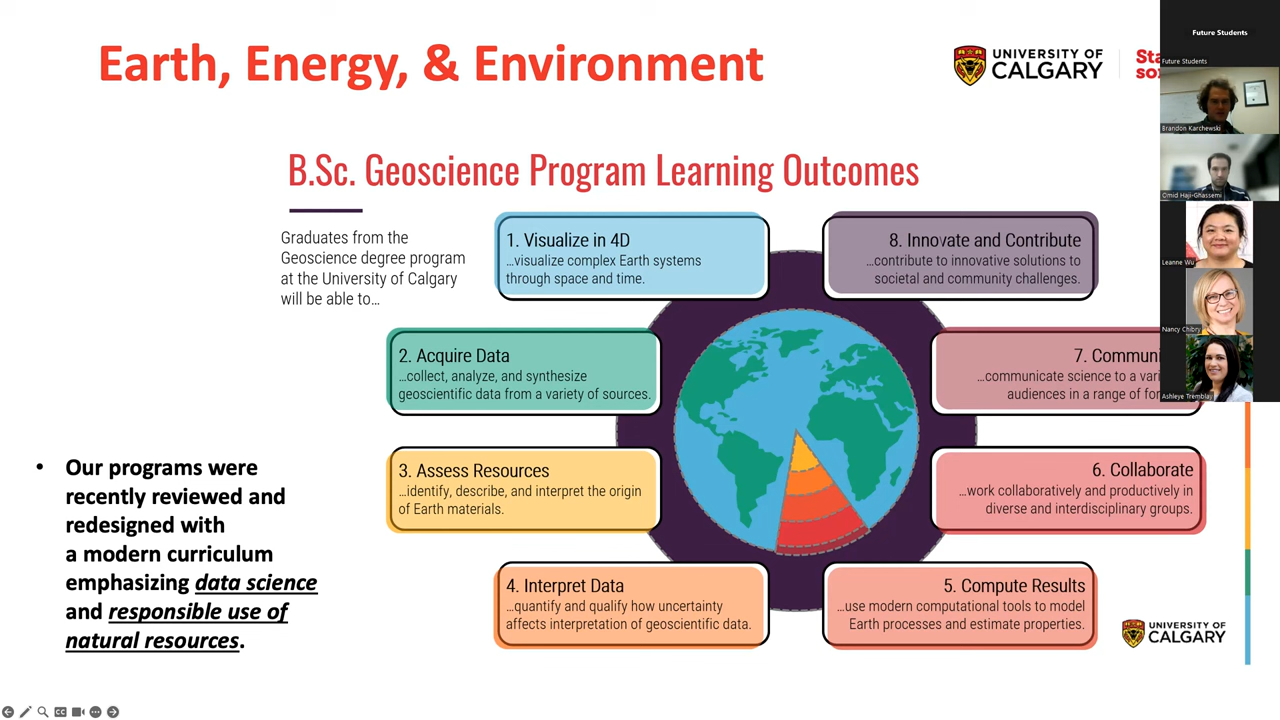 Earth, Energy, & Environment
UNIVERSITY OF
CALGARY
B.Sc. Geoscience Program Learning Outcomes
Graduates from the
Geoscience degree program
at the University of Calgary
will be able to...
1. Visualize in 4D
...visualize complex Earth systems
through space and time.
2. Acquire Data
...collect, analyze, and synthesize
geoscientific data from a variety of sources.
3. Assess Resources
...identify, describe, and interpret the origin
of Earth materials.
4. Interpret Data
...quantify and qualify how uncertainty
affects interpretation of geoscientific data.
8. Innovate and Contribute
...contribute to innovative solutions to
societal and community challenges.
7. Communi
...communicate science to a vari
audiences in a range of for
6. Collaborate
...work collaboratively and productively in
diverse and interdisciplinary groups.
5. Compute Results
...use modern computational tools to model
Earth processes and estimate properties.
• Our programs were
recently reviewed and
redesigned with
a modern curriculum
emphasizing data science
and responsible use of
natural resources.
UNIVERSITY OF
CALGARY
Future Students
Future Students
Brandon Karchewski
Omid Haji-Ghassemi
Leanne Wu
Nancy Chibry
Ashleye Tremblay
CC